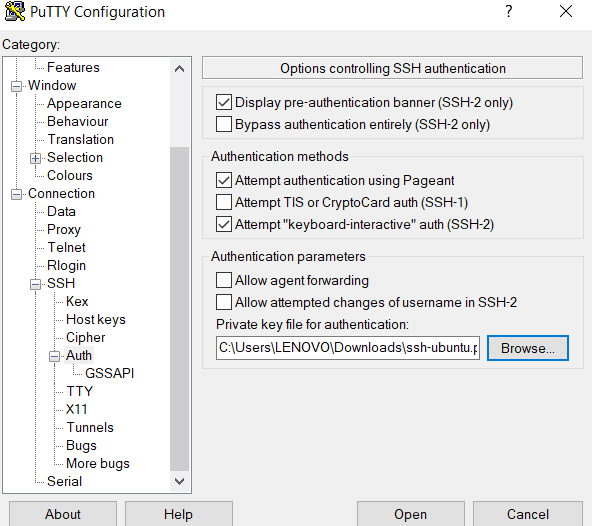 PuTTY Configuration
?
Category:
Features
Window
Appearance
Behaviour
Translation
Selection
Colours
Connection
Data
Proxy
Telnet
Rlogin
SSH
Kex
Host keys
Cipher
Auth
GSSAPI
TTY
X11
Tunnels
Bugs
More bugs
Serial
Options controlling SSH authentication
Display pre-authentication banner (SSH-2 only)
Bypass authentication entirely (SSH-2 only)
Authentication methods
Attempt authentication using Pageant
Attempt TIS or CryptoCard auth (SSH-1)
Attempt "keyboard-interactive" auth (SSH-2)
Authentication parameters
Allow agent forwarding
Allow attempted changes of username in SSH-2
Private key file for authentication:
C:\Users\LENOVO\Downloads\ssh-ubuntu.p
Browse...
About
Help
Open
Cancel